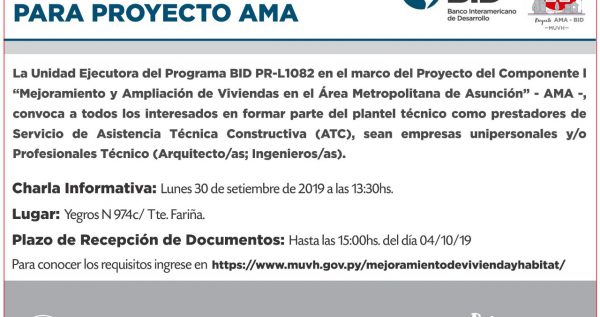 PARA PROYECTO AMA
BID
Banco Interamericano
de Desarrollo
Proyecto AMA - BID
MUVH
La Unidad Ejecutora del Programa BID PR-L1082 en el marco del Proyecto del Componente I
“Mejoramiento y Ampliación de Viviendas en el Área Metropolitana de Asunción” - AMA -,
convoca a todos los interesados en formar parte del plantel técnico como prestadores de
Servicio de Asistencia Técnica Constructiva (ATC), sean empresas unipersonales y/o
Profesionales Técnico (Arquitecto/as; Ingenieros/as).
Charla Informativa: Lunes 30 de setiembre de 2019 a las 13:30hs.
Lugar: Yegros N 974c/ Tte. Fariña.
Plazo de Recepción de Documentos: Hasta las 15:00hs. del día 04/10/19
Para conocer los requisitos ingrese en https://www.muvh.gov.py/mejoramientodeviviendayhabitat/